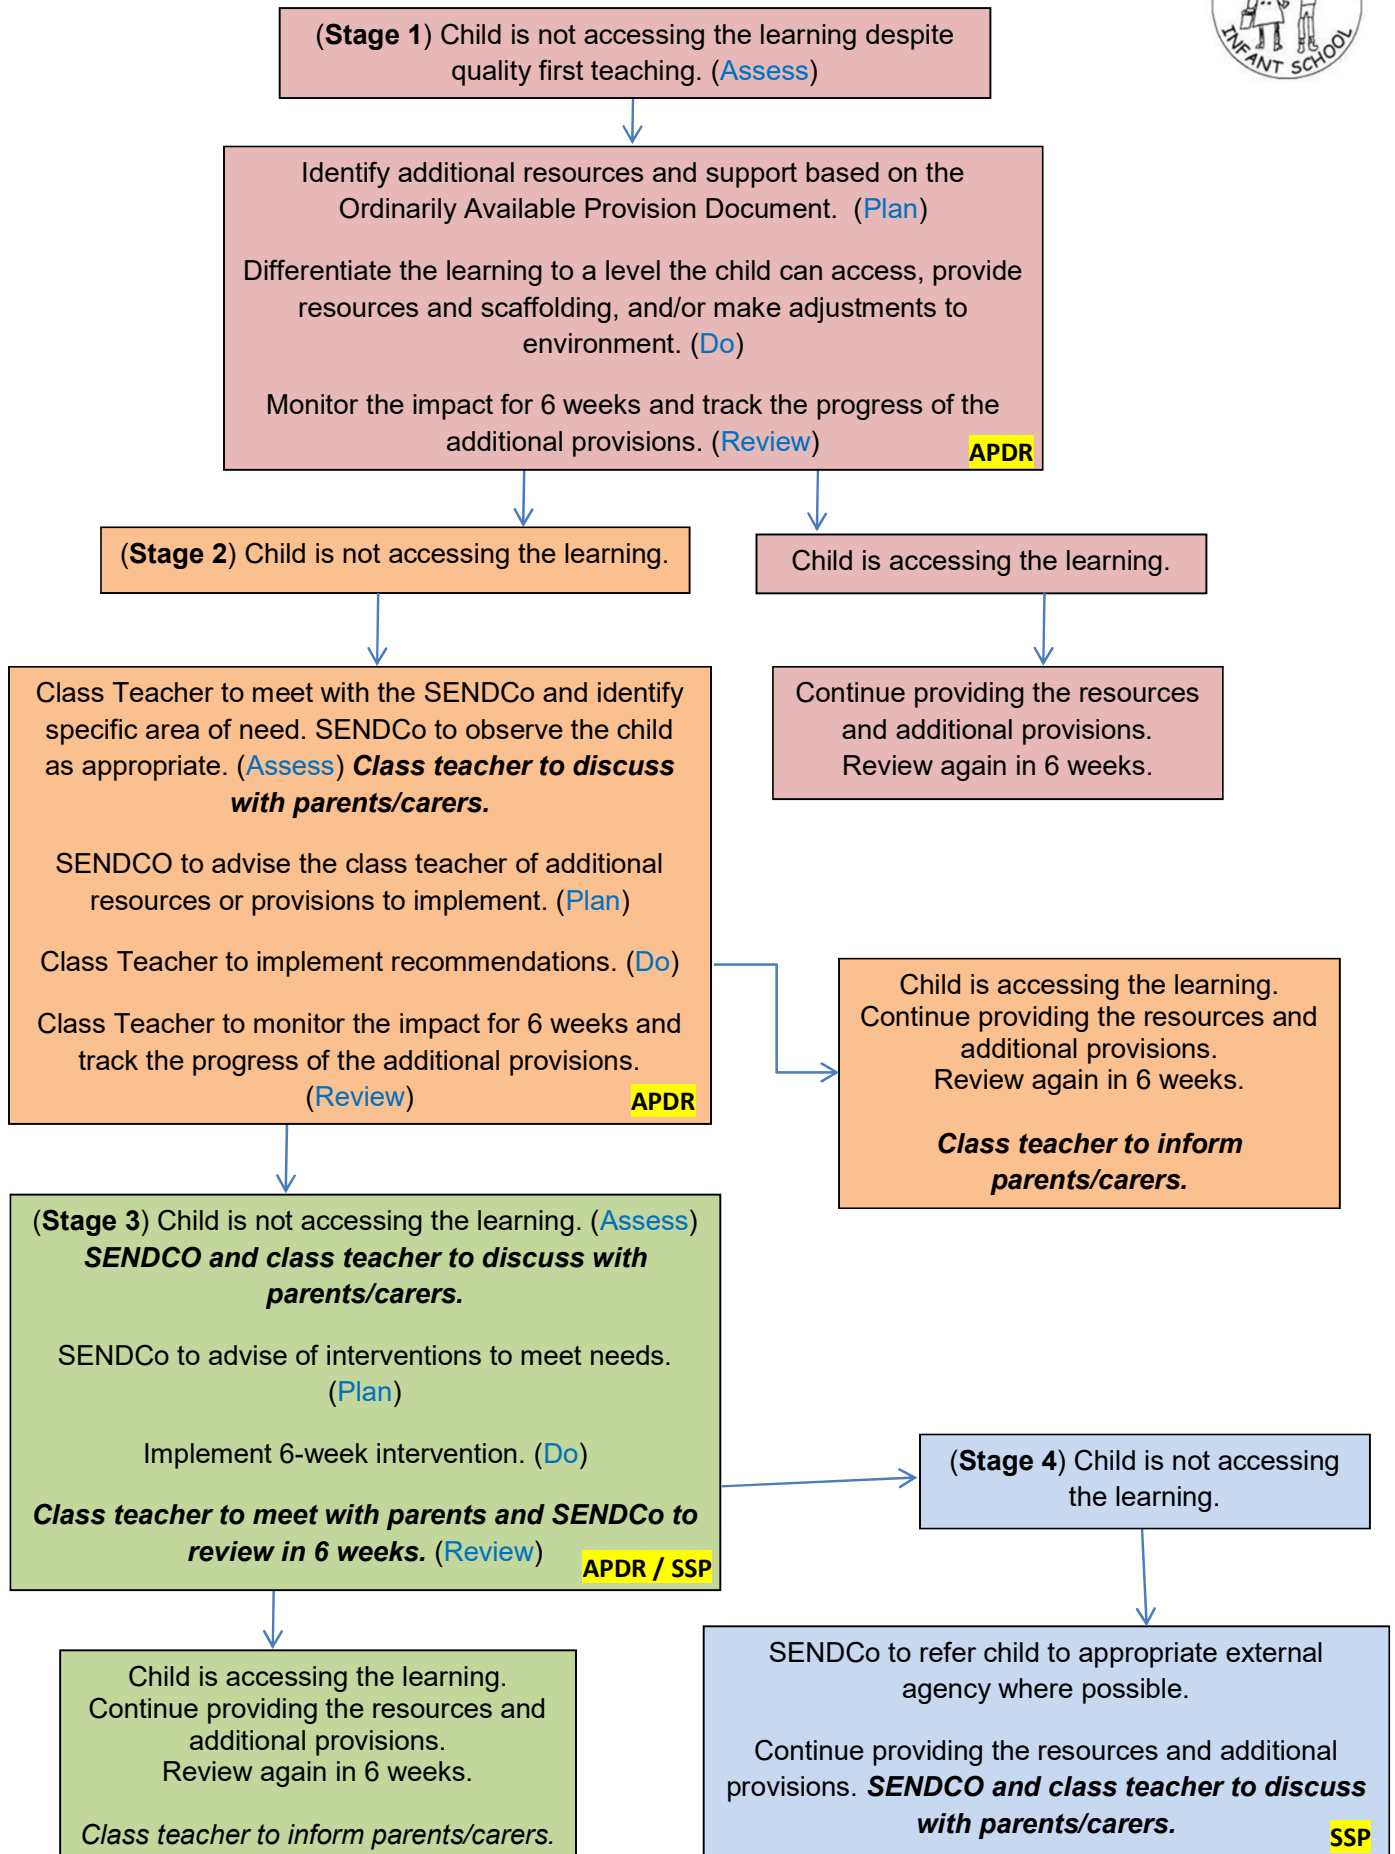 INFANT SCHOOL
(Stage 1) Child is not accessing the learning despite
quality first teaching. (Assess)
Identify additional resources and support based on the
Ordinarily Available Provision Document. (Plan)
Differentiate the learning to a level the child can access, provide
resources and scaffolding, and/or make adjustments to
environment. (Do)
Monitor the impact for 6 weeks and track the progress of the
additional provisions. (Review)
APDR
(Stage 2) Child is not accessing the learning.
Child is accessing the learning.
Class Teacher to meet with the SENDCo and identify
specific area of need. SENDCo to observe the child
as appropriate. (Assess) Class teacher to discuss
with parents/carers.
SENDCO to advise the class teacher of additional
resources or provisions to implement. (Plan)
Class Teacher to implement recommendations. (Do)
Class Teacher to monitor the impact for 6 weeks and
track the progress of the additional provisions.
(Review)
APDR
Continue providing the resources
and additional provisions.
Review again in 6 weeks.
Child is accessing the learning.
Continue providing the resources and
additional provisions.
Review again in 6 weeks.
Class teacher to inform
parents/carers.
(Stage 3) Child is not accessing the learning. (Assess)
SENDCO and class teacher to discuss with
parents/carers.
SENDCo to advise of interventions to meet needs.
(Plan)
Implement 6-week intervention. (Do)
Class teacher to meet with parents and SENDCo to
review in 6 weeks. (Review)
APDR / SSP
(Stage 4) Child is not accessing
the learning.
Child is accessing the learning.
Continue providing the resources and
additional provisions.
Review again in 6 weeks.
Class teacher to inform parents/carers.
SENDCo to refer child to appropriate external
agency where possible.
Continue providing the resources and additional
provisions. SENDCO and class teacher to discuss
with parents/carers.
SSP